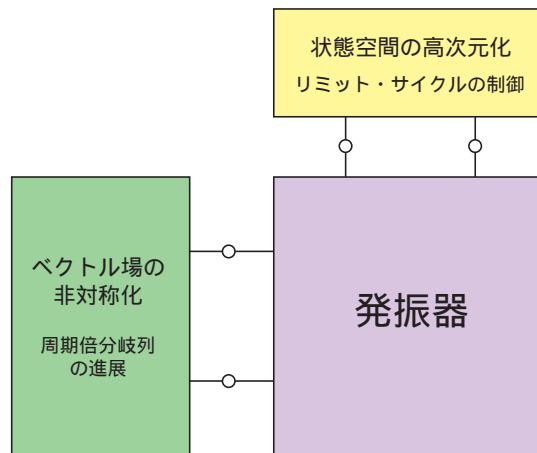 状態空間の高次元化
リミット・サイクルの制御
ベクトル場の
非対称化
周期倍分岐列
の進展
発振器